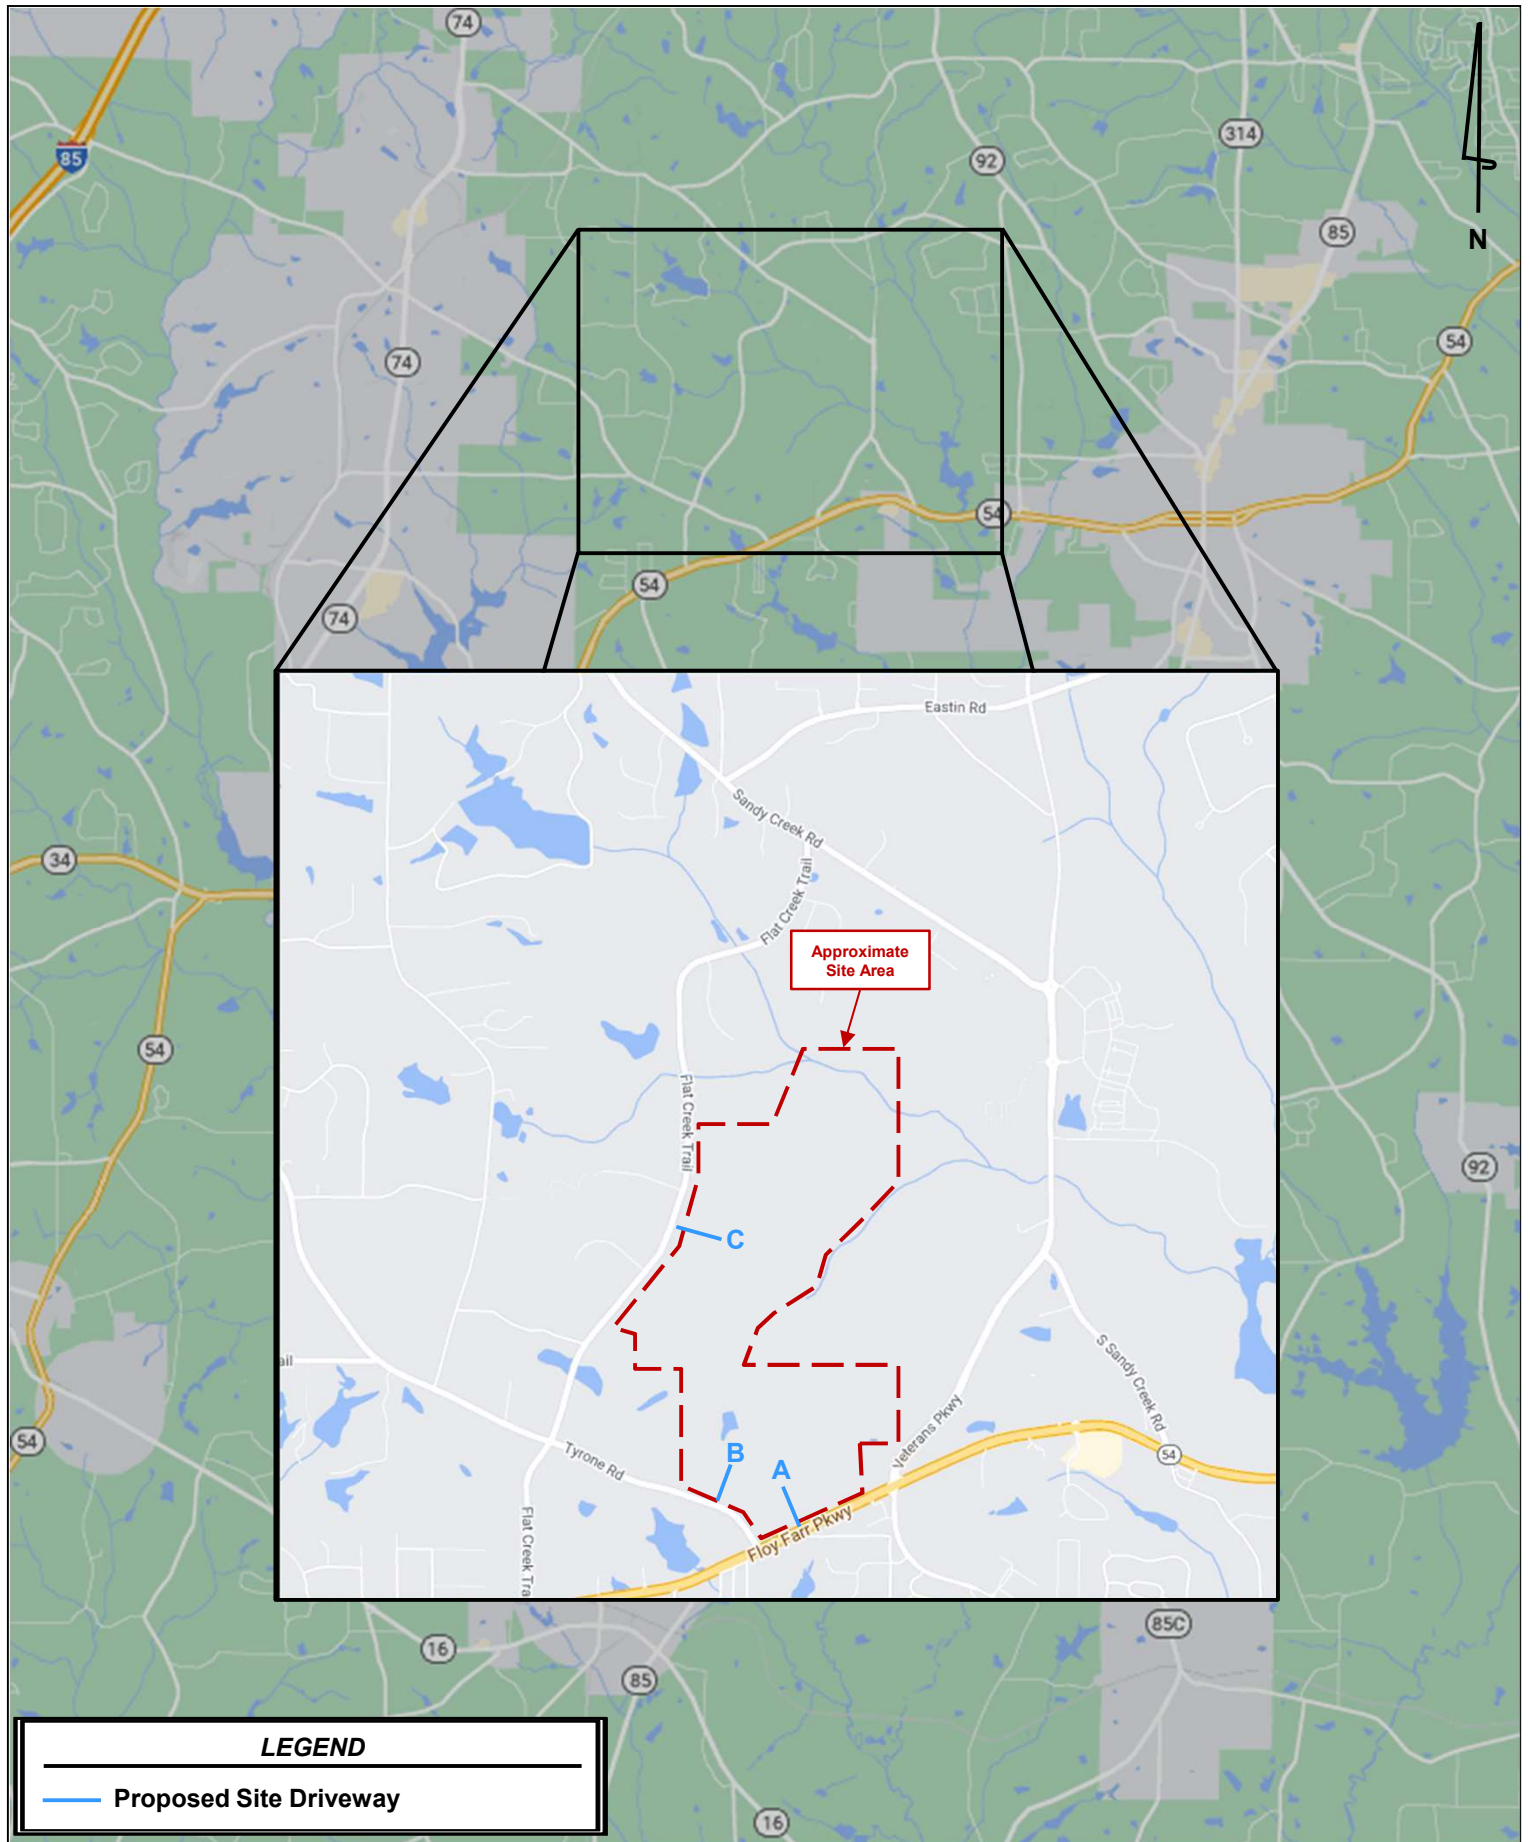 74
85
92
314
85
N
54
74
54
54
74
Eastin Rd
Sandy Creek Rd
34
Flat Creek Trail
Approximate
Site Area
54
Flat Creek Trail
92
C
ail
S Sandy Creek Rd
Veterans Pkwy
54
Tyrone Rd
B
A
54
Floy Farr Pkwy
Flat Creek Tra
85C
16
85
LEGEND
Proposed Site Driveway
16